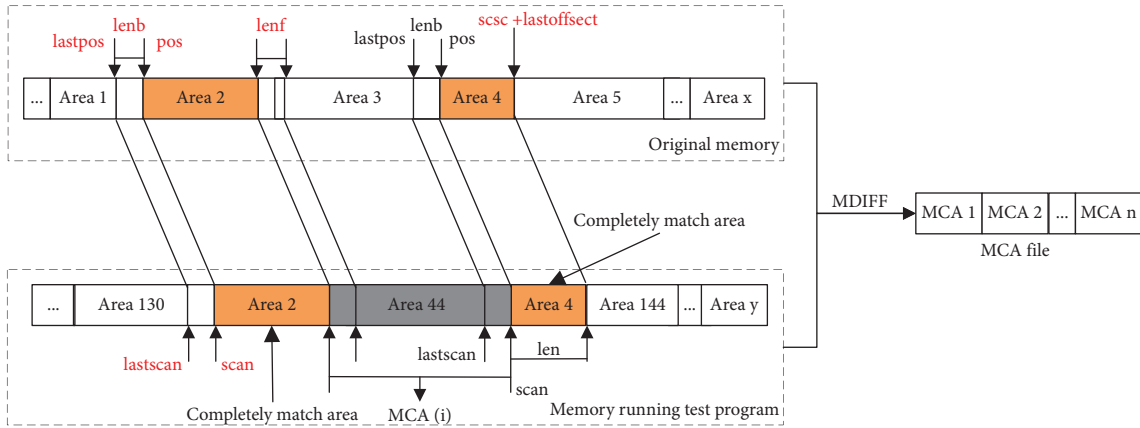 lenb
lenf
lastpos
pos
lastpos
lenb
pos
scsc +lastoffsect
...
Area 1
Area 2
Area 3
Area 4
Area 5
...
Area x
Original memory
MDIFF
MCA 1
MCA 2
...
MCA n
MCA file
Completely match area
...
Area 130
Area 2
Area 44
Area 4
Area 144
...
Area y
lastscan
scan
lastscan
len
scan
Completely match area
MCA (i)
Memory running test program